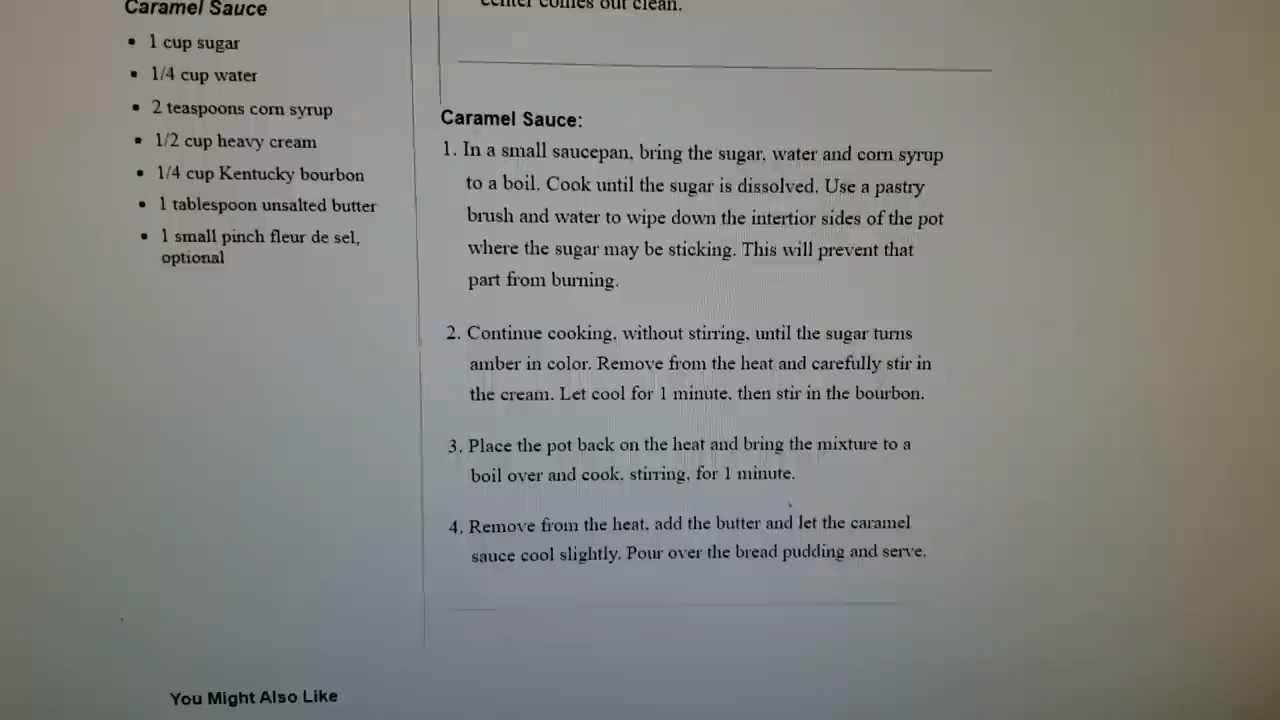 Caramel Sauce
• 1 cup sugar
• 1/4 cup water
• 2 teaspoons corn syrup
• 1/2 cup heavy cream
• 1/4 cup Kentucky bourbon
• 1 tablespoon unsalted butter
• 1 small pinch fleur de sel,
optional
center comes out clean.
Caramel Sauce:
1. In a small saucepan, bring the sugar, water and corn syrup
to a boil. Cook until the sugar is dissolved. Use a pastry
brush and water to wipe down the intertior sides of the pot
where the sugar may be sticking. This will prevent that
part from burning.
2. Continue cooking, without stirring, until the sugar turns
amber in color. Remove from the heat and carefully stir in
the cream. Let cool for 1 minute, then stir in the bourbon.
3. Place the pot back on the heat and bring the mixture to a
boil over and cook, stirring, for 1 minute.
4. Remove from the heat, add the butter and let the caramel
sauce cool slightly. Pour over the bread pudding and serve.
You Might Also Like